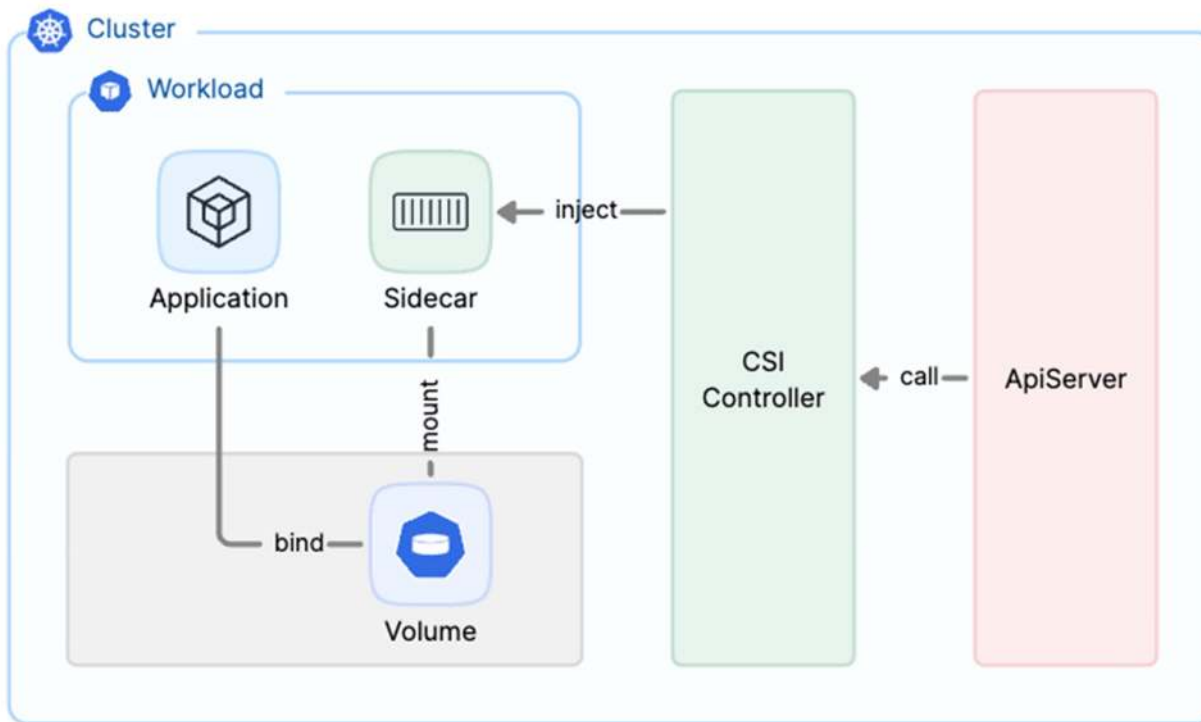 Cluster
Workload
inject
Application
Sidecar
CSI
Controller
call
ApiServer
mount
bind
Volume